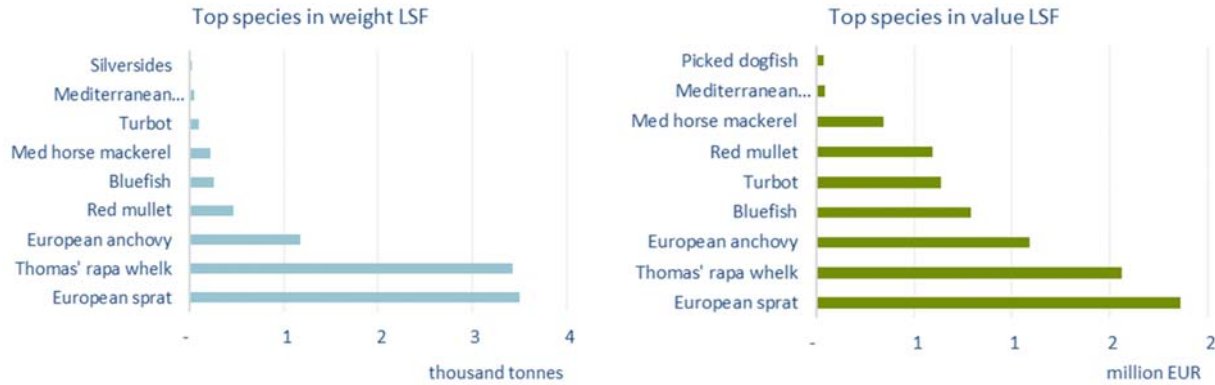 Top species in weight LSF
Silversides
Mediterranean...
Turbot
Med horse mackerel
Bluefish
Red mullet
European anchovy
Thomas' rapa whelk
European sprat
- 1 2 3 4
thousand tonnes
Top species in value LSF
Picked dogfish
Mediterranean...
Med horse mackerel
Red mullet
Turbot
Bluefish
European anchovy
Thomas' rapa whelk
European sprat
- 1 1 2 2
million EUR